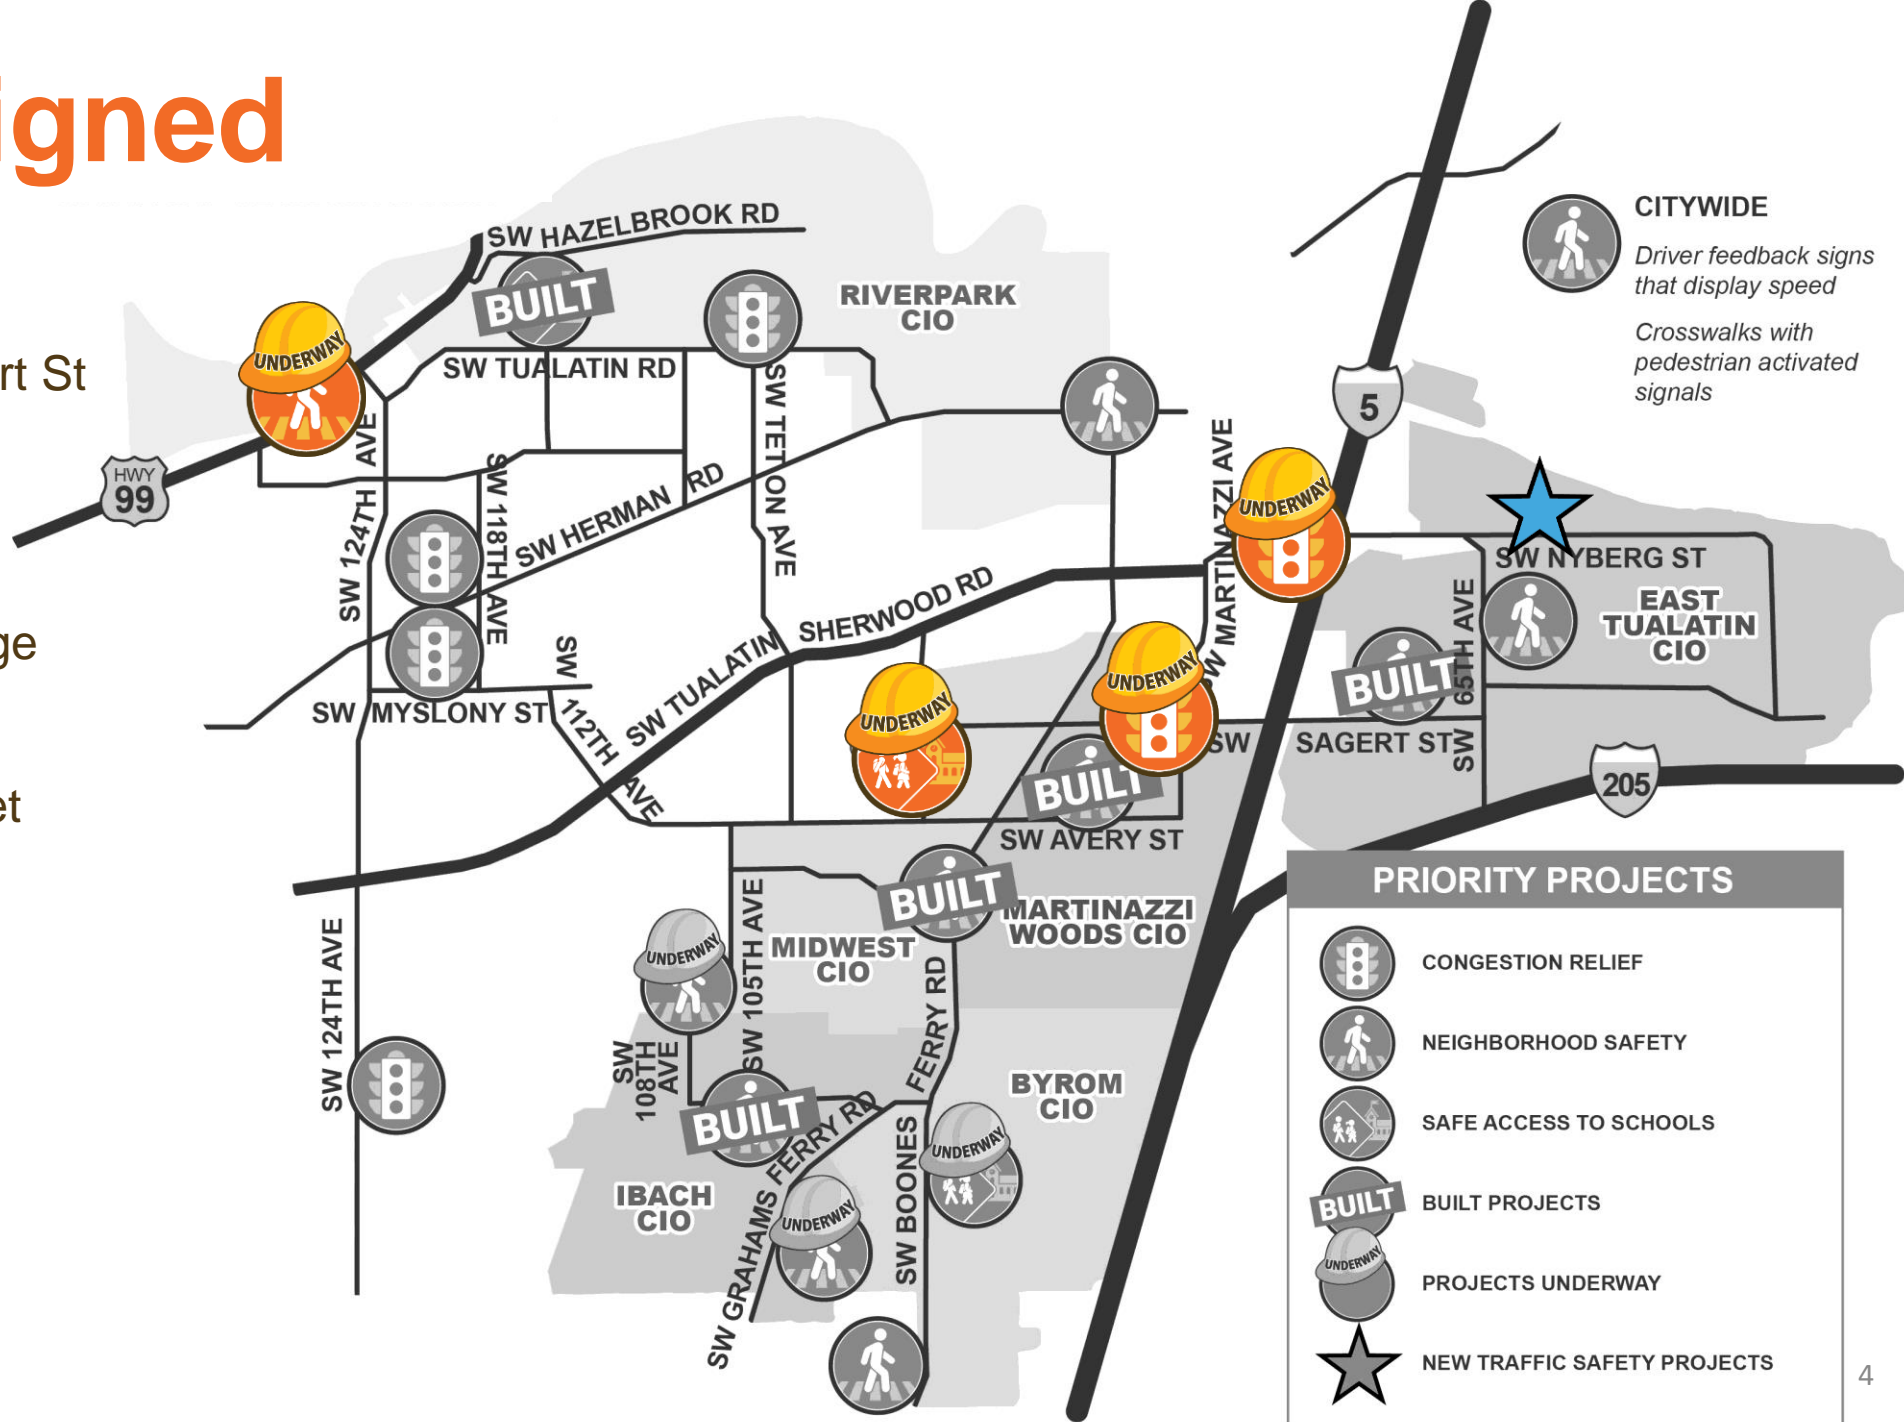 igned
rt St
ge
et
SW HAZELBROOK RD
BUILT
RIVERPARK
CIO
CITYWIDE
Driver feedback signs
that display speed
Crosswalks with
pedestrian activated
signals
UNDERWAY
SW TUALATIN RD
5
HWY
99
SW 124TH AVE
SW 118TH AVE
SW HERMAN RD
SW TETON AVE
SW MARTINAZZI AVE
UNDERWAY
SW NYBERG ST
EAST
TUALATIN
CIO
SW 65TH AVE
SW TUALATIN SHERWOOD RD
SW MYSLONY ST
SW 112TH AVE
UNDERWAY
UNDERWAY
BUILT
SW SAGERT ST
205
BUILT
SW AVERY ST
BUILT
MARTINAZZI
WOODS CIO
MIDWEST
CIO
SW 105TH AVE
UNDERWAY
SW 124TH AVE
SW
108TH
AVE
BUILT
FERRY RD
SW BOONES
BYROM
CIO
UNDERWAY
IBACH
CIO
SW GRAHAMS FERRY RD
UNDERWAY
PRIORITY PROJECTS
CONGESTION RELIEF
NEIGHBORHOOD SAFETY
SAFE ACCESS TO SCHOOLS
BUILT
BUILT PROJECTS
UNDERWAY
PROJECTS UNDERWAY
NEW TRAFFIC SAFETY PROJECTS
4